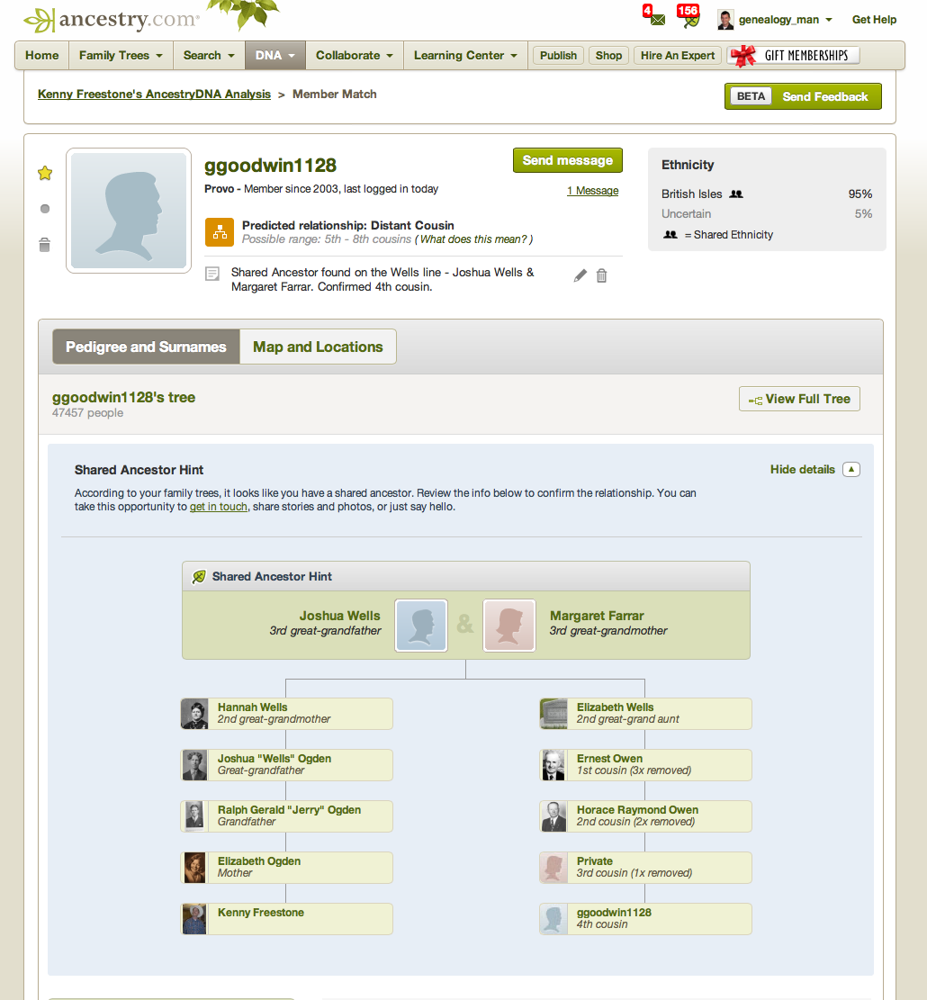 ancestry.com
4
156
genealogy_man
Get Help
Home
Family Trees
Search
DNA
Collaborate
Learning Center
Publish
Shop
Hire An Expert
GIFT MEMBERSHIPS
Kenny Freestone's AncestryDNA Analysis > Member Match
BETA Send Feedback
ggoodwin1128
Send message
Provo - Member since 2003, last logged in today
1 Message
Predicted relationship: Distant Cousin
Possible range: 5th - 8th cousins (What does this mean? )
Shared Ancestor found on the Wells line - Joshua Wells &
Margaret Farrar. Confirmed 4th cousin.
Ethnicity
British Isles 95%
Uncertain 5%
= Shared Ethnicity
Pedigree and Surnames
Map and Locations
ggoodwin1128's tree
47457 people
View Full Tree
Shared Ancestor Hint
Hide details
According to your family trees, it looks like you have a shared ancestor. Review the info below to confirm the relationship. You can
take this opportunity to get in touch, share stories and photos, or just say hello.
Shared Ancestor Hint
Joshua Wells
3rd great-grandfather
&
Margaret Farrar
3rd great-grandmother
Hannah Wells
2nd great-grandmother
Elizabeth Wells
2nd great-grand aunt
Joshua "Wells" Ogden
Great-grandfather
Ernest Owen
1st cousin (3x removed)
Ralph Gerald "Jerry" Ogden
Grandfather
Horace Raymond Owen
2nd cousin (2x removed)
Elizabeth Ogden
Mother
Private
3rd cousin (1x removed)
Kenny Freestone
ggoodwin1128
4th cousin